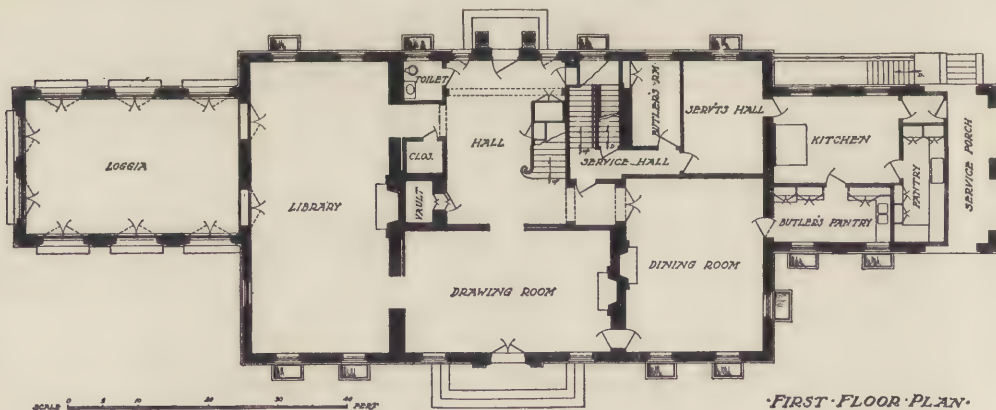 TOILET
BUTLER'S RM
SERV'TS HALL
KITCHEN
LOGGIA
CLOS.
HALL
SERVICE HALL
PANTRY
SERVICE PORCH
LIBRARY
VAULT
BUTLER'S PANTRY
DINING ROOM
DRAWING ROOM
SCALE 0 5 10 20 30 40 FEET
·FIRST·FLOOR·PLAN·